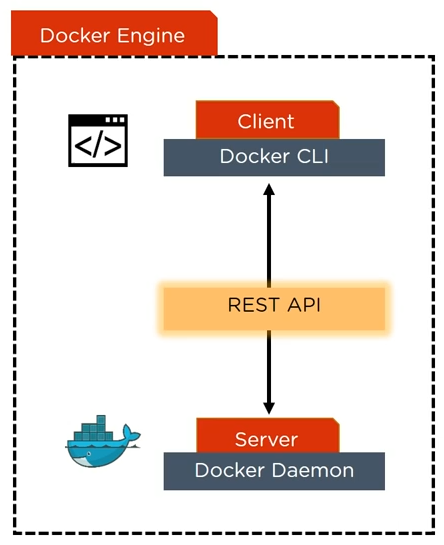 Docker Engine
</>
Client
Docker CLI
REST API
Server
Docker Daemon